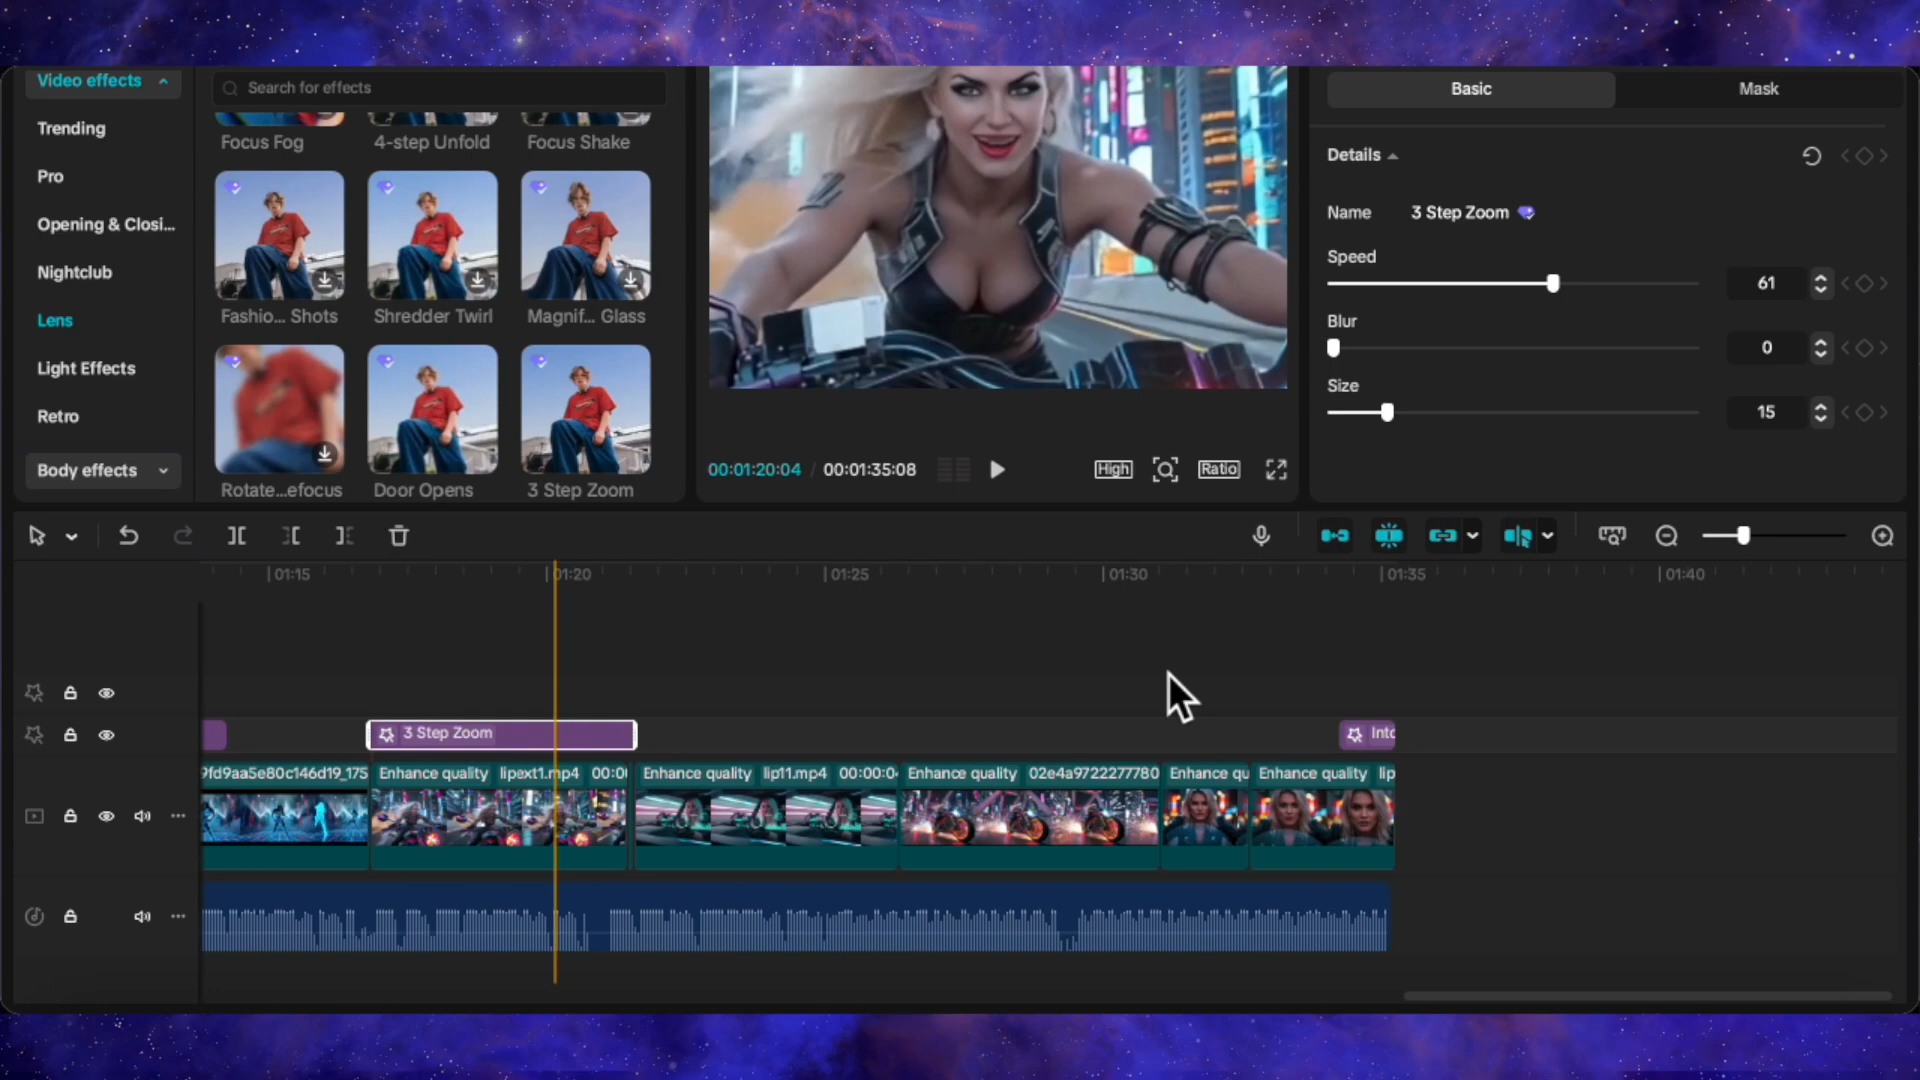 Video effects
Trending
Pro
Opening & Closi...
Nightclub
Lens
Light Effects
Retro
Body effects
Search for effects
Focus Fog
4-step Unfold
Focus Shake
Fashio... Shots
Shredder Twirl
Magnif... Glass
Rotate...efocus
Door Opens
3 Step Zoom
00:01:20:04 / 00:01:35:08
High
Ratio
Basic
Mask
Details
Name 3 Step Zoom
Speed
61
Blur
0
Size
15
01:15
01:20
01:25
01:30
01:35
01:40
3 Step Zoom
Into
9fd9aa5e80c146d19_175
Enhance quality lipext1.mp4 00:0
Enhance quality lip11.mp4 00:00:0
Enhance quality 02e4a9722277780
Enhance qu
Enhance quality lip